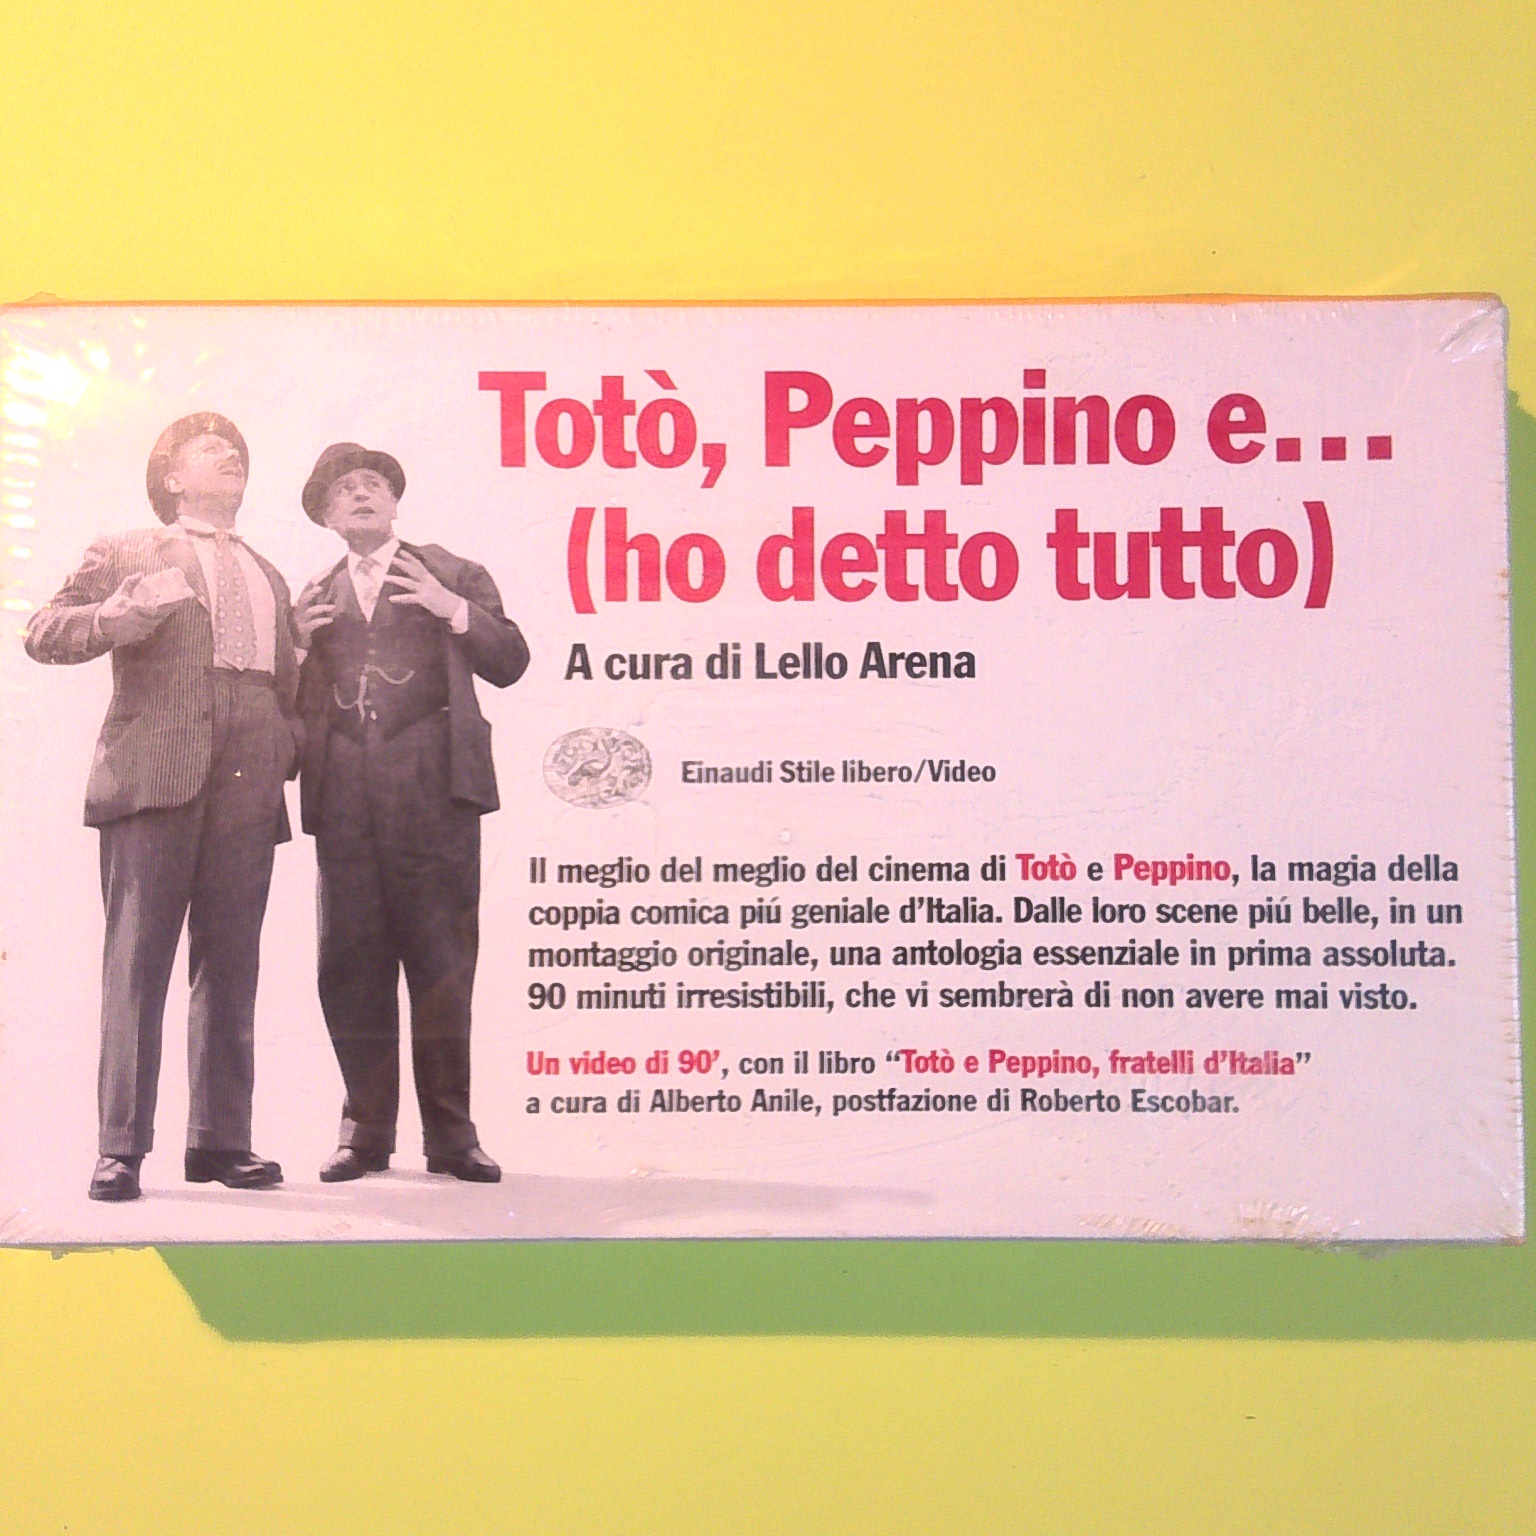 Totò, Peppino e...
(ho detto tutto)
A cura di Lello Arena
Einaudi Stile libero/Video
Il meglio del meglio del cinema di Totò e Peppino, la magia della
coppia comica piú geniale d'Italia. Dalle loro scene piú belle, in un
montaggio originale, una antologia essenziale in prima assoluta.
90 minuti irresistibili, che vi sembrerà di non avere mai visto.
Un video di 90', con il libro “Totò e Peppino, fratelli d'Italia”
a cura di Alberto Anile, postfazione di Roberto Escobar.